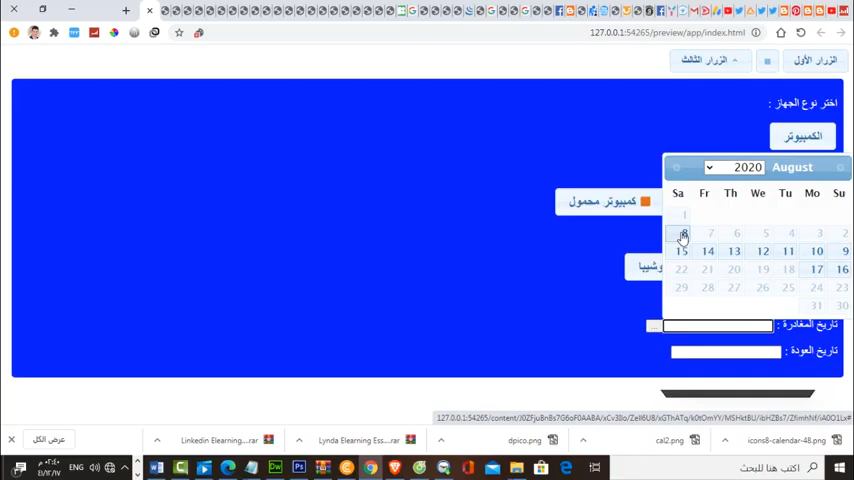 127.0.0.1:54265/preview/app/index.html
الزرار الأول
الزرار الثالث
اختر نوع الجهاز :
الكمبيوتر
August 2020
Su Mo Tu We Th Fr Sa
1
2 3 4 5 6 7 8
9 10 11 12 13 14 15
16 17 18 19 20 21 22
23 24 25 26 27 28 29
30 31
كمبيوتر محمول
وشيبا
تاريخ المغادرة :
...
تاريخ العودة :
عرض الكل
Linkedin Elearning....rar
Lynda Elearning Ess....rar
dpico.png
cal2.png
icons8-calendar-48.png
ENG
اكتب هنا للبحث